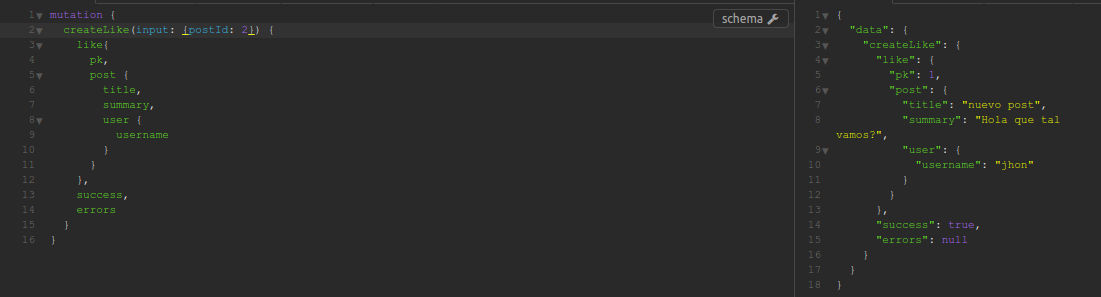 1 mutation {
2 createLike(input: {postId: 2}) {
3 like{
4 pk,
5 post {
6 title,
7 summary,
8 user {
9 username
10 }
11 }
12 },
13 success,
14 errors
15 }
16 }
schema
1 {
2 "data": {
3 "createLike": {
4 "like": {
5 "pk": 1,
6 "post": {
7 "title": "nuevo post",
8 "summary": "Hola que tal
vamos?",
9 "user": {
10 "username": "jhon"
11 }
12 }
13 },
14 "success": true,
15 "errors": null
16 }
17 }
18 }